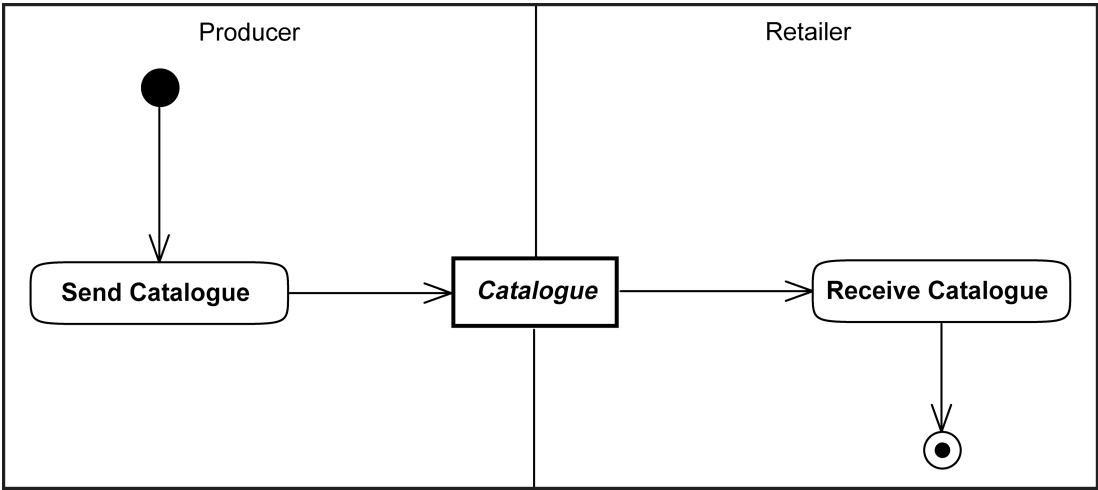 Producer
Retailer
Send Catalogue
Catalogue
Receive Catalogue